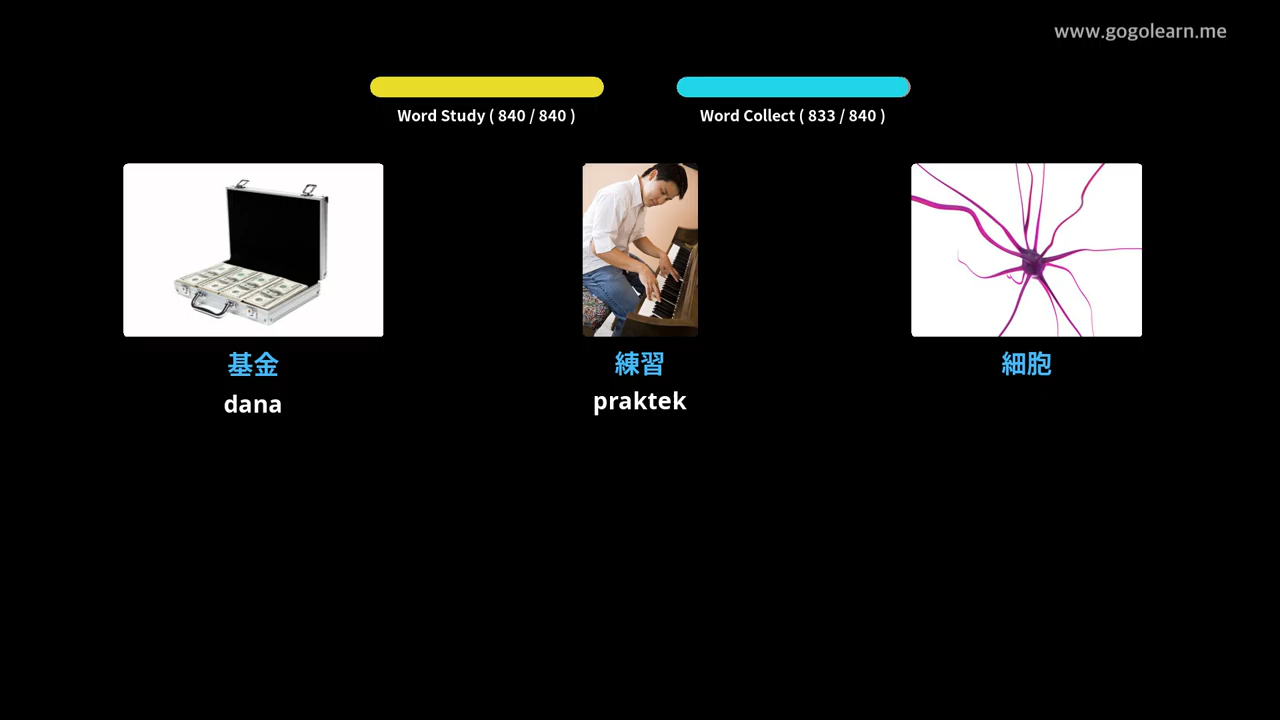 www.gogolearn.me
Word Study ( 840 / 840 )
Word Collect ( 833 / 840 )
基金
練習
細胞
dana
praktek